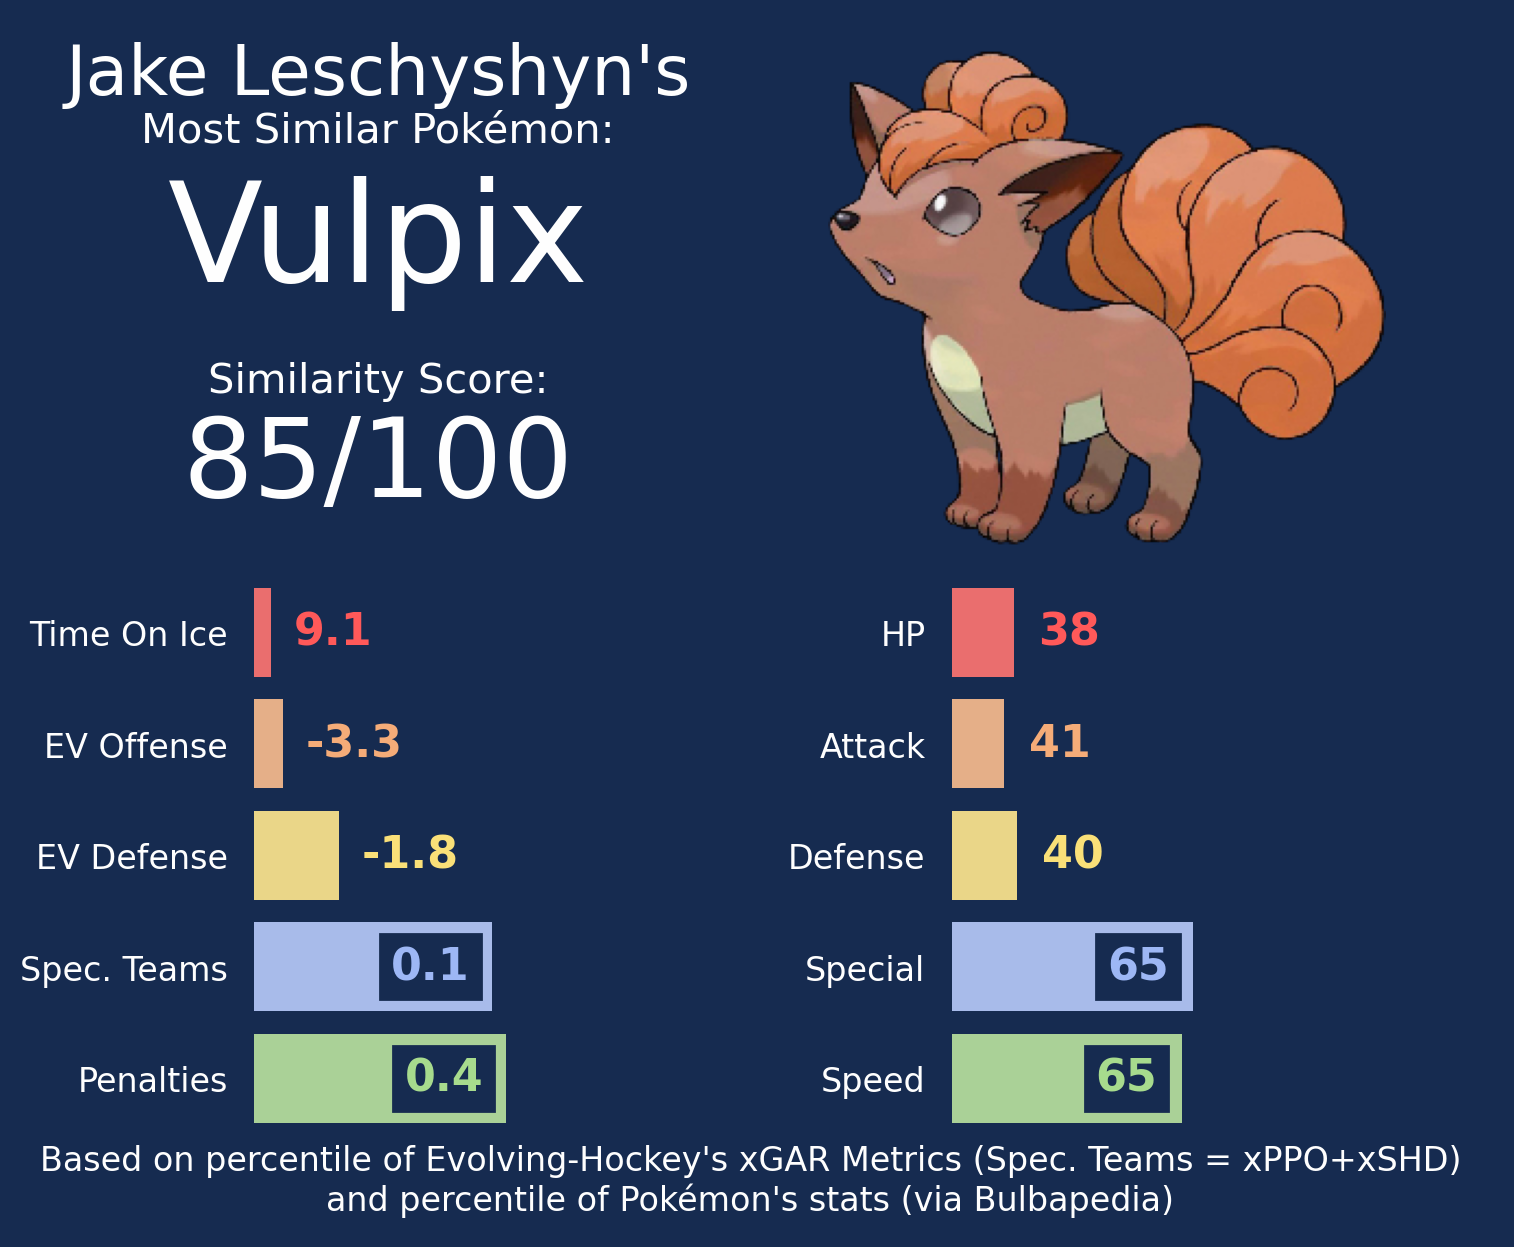 Jake Leschyshyn's
Most Similar Pokémon:
Vulpix
Similarity Score:
85/100
Time On Ice 9.1
EV Offense -3.3
EV Defense -1.8
Spec. Teams 0.1
Penalties 0.4
HP 38
Attack 41
Defense 40
Special 65
Speed 65
Based on percentile of Evolving-Hockey's xGAR Metrics (Spec. Teams = xPPO+xSHD)
and percentile of Pokémon's stats (via Bulbapedia)